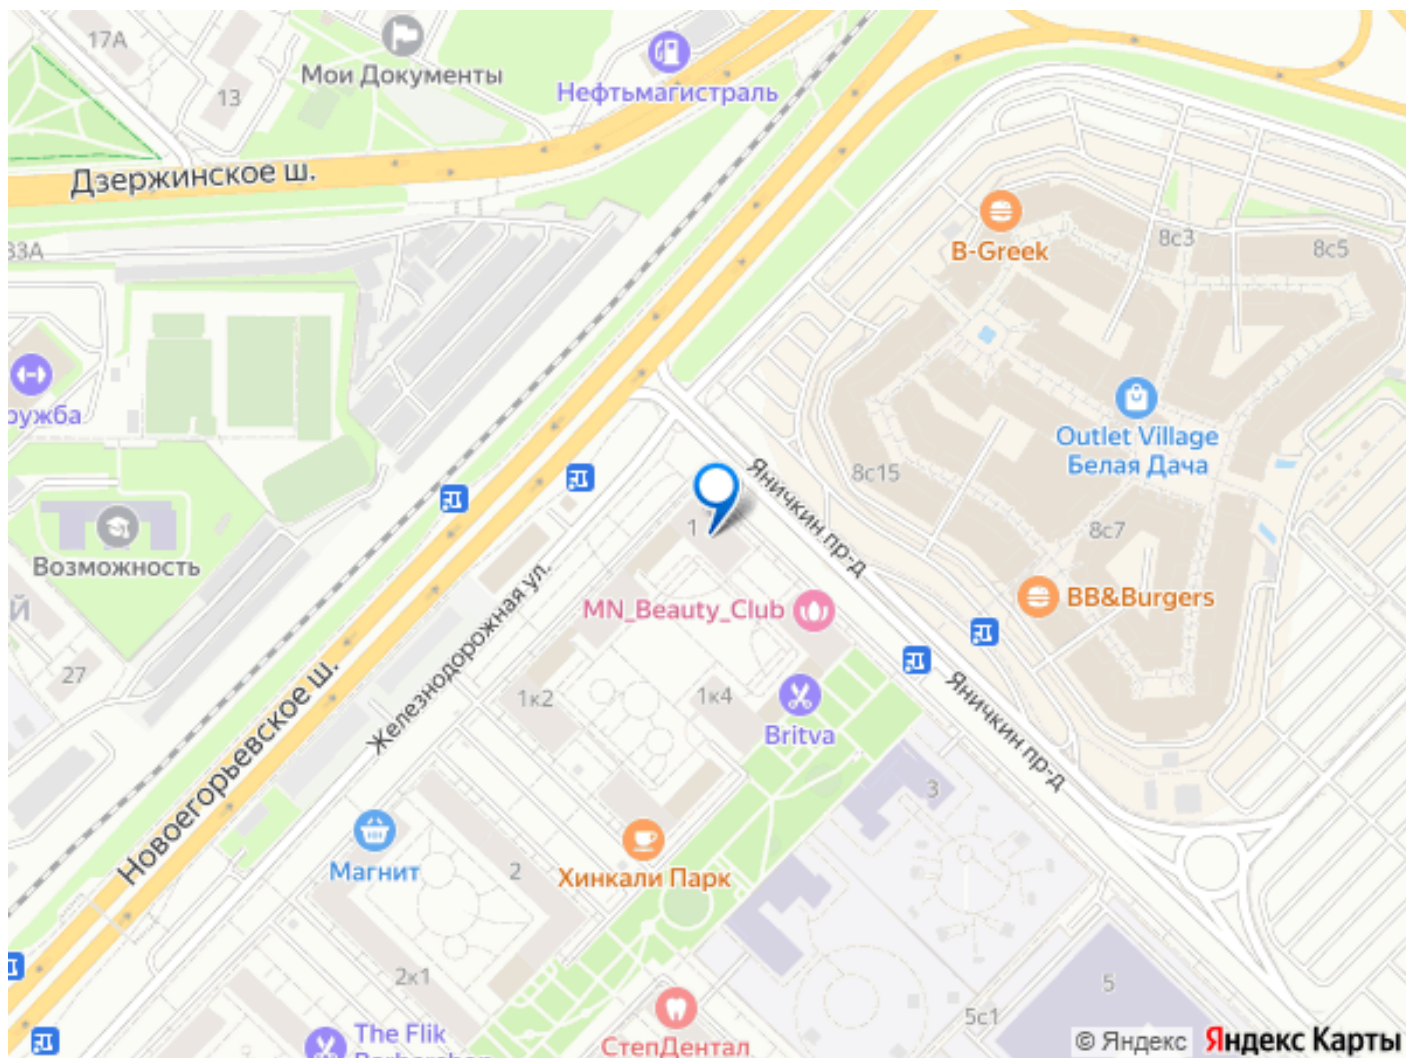 17А
Мои Документы
13
Нефтьмагистраль
Дзержинское ш.
33А
B-Greek
8с3
8с5
ружба
Outlet Village
Белая Дача
8с15
Яничкин пр-д
8с7
1
Возможность
Й
MN_Beauty_Club
BB&Burgers
Железнодорожная ул.
27
1к2
1к4
Britva
Яничкин пр-д
Новоегорьевское ш.
3
Магнит
2
Хинкали Парк
2к1
5
5с1
The Flik
Barbershop
СтепДентал
© Яндекс
Яндекс Карты